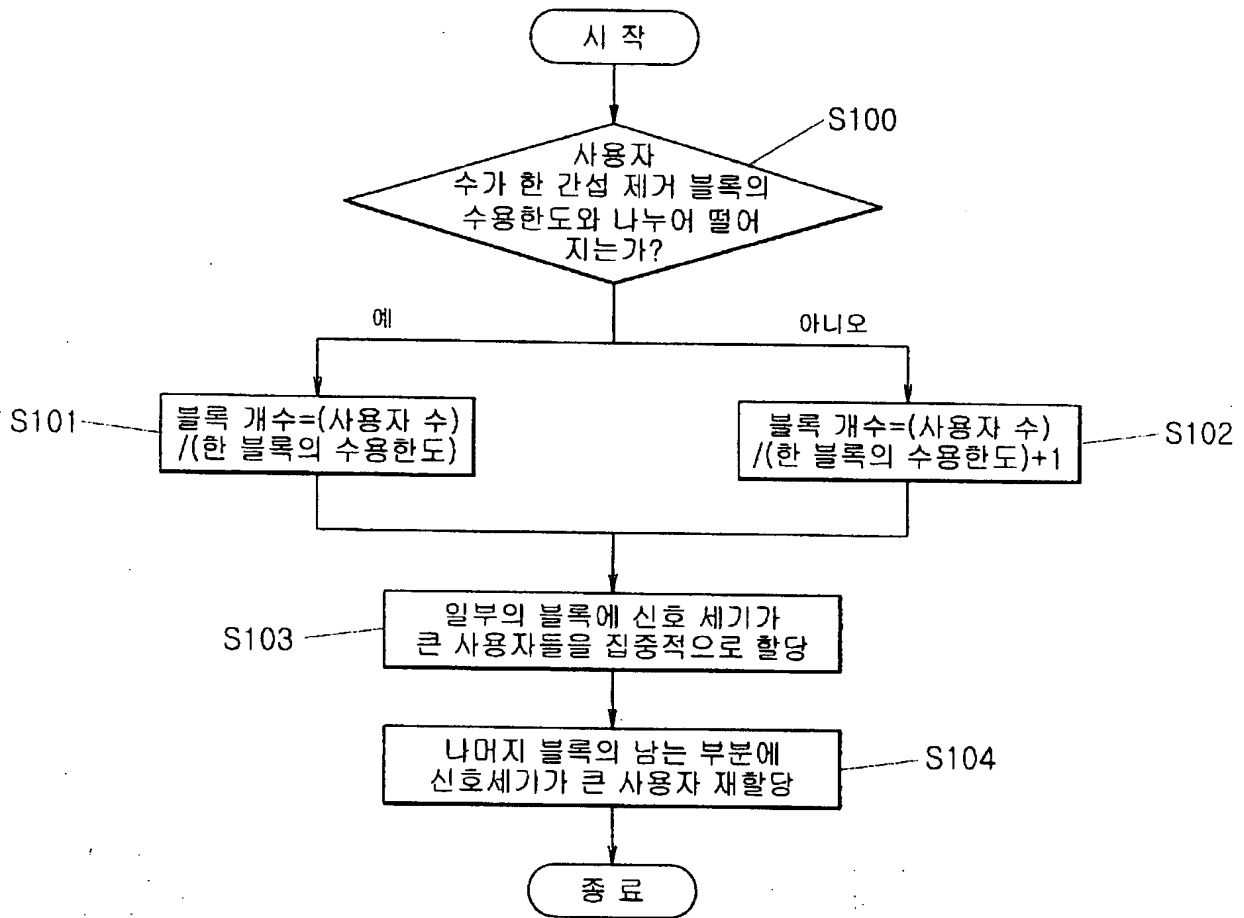 시 작
S100
사용자
수가 한 간섭 제거 블록의
수용한도와 나누어 떨어
지는가?
예
아니오
S101
블록 개수=(사용자 수)
/(한 블록의 수용한도)
블록 개수=(사용자 수)
/(한 블록의 수용한도)+1
S102
일부의 블록에 신호 세기가
큰 사용자들을 집중적으로 할당
S103
나머지 블록의 남는 부분에
신호세기가 큰 사용자 재할당
S104
종 료